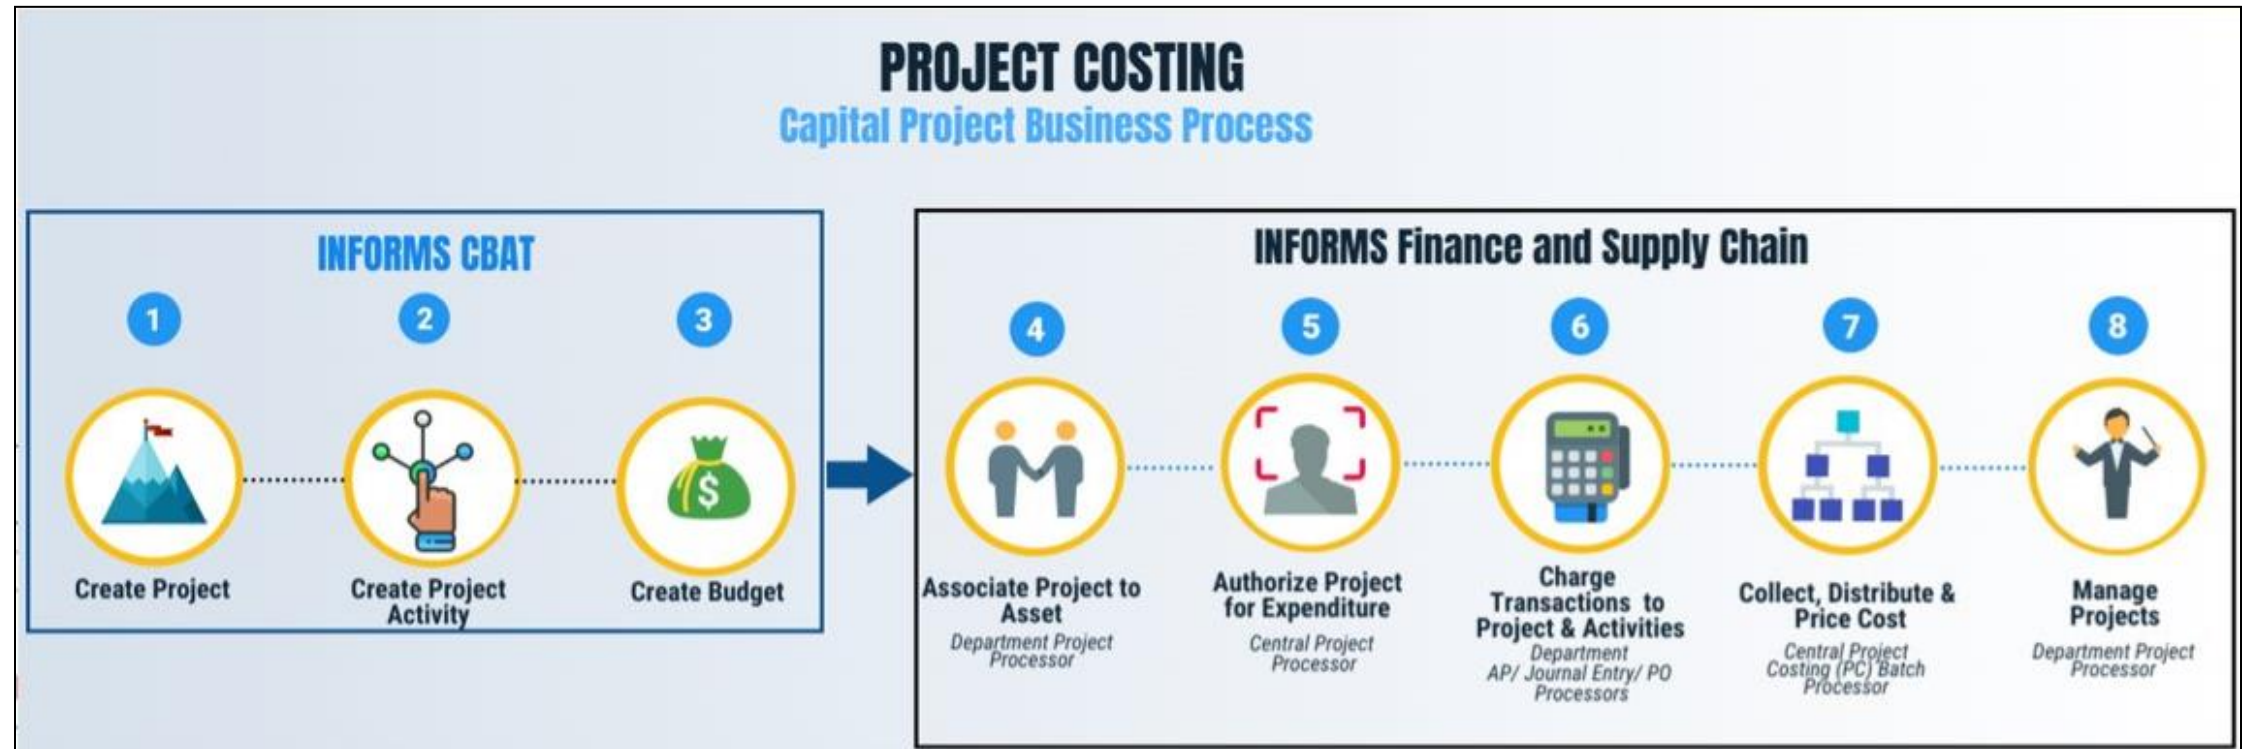 PROJECT COSTING
Capital Project Business Process
INFORMS CBAT
1
2
3
Create Project
Create Project
Activity
Create Budget
$
INFORMS Finance and Supply Chain
4
5
6
7
8
Associate Project to
Asset
Department Project
Processor
Authorize Project
for Expenditure
Central Project
Processor
Charge
Transactions to
Project & Activities
Department
AP/ Journal Entry/ PO
Processors
Collect, Distribute &
Price Cost
Central Project
Costing (PC) Batch
Processor
Manage
Projects
Department Project
Processor